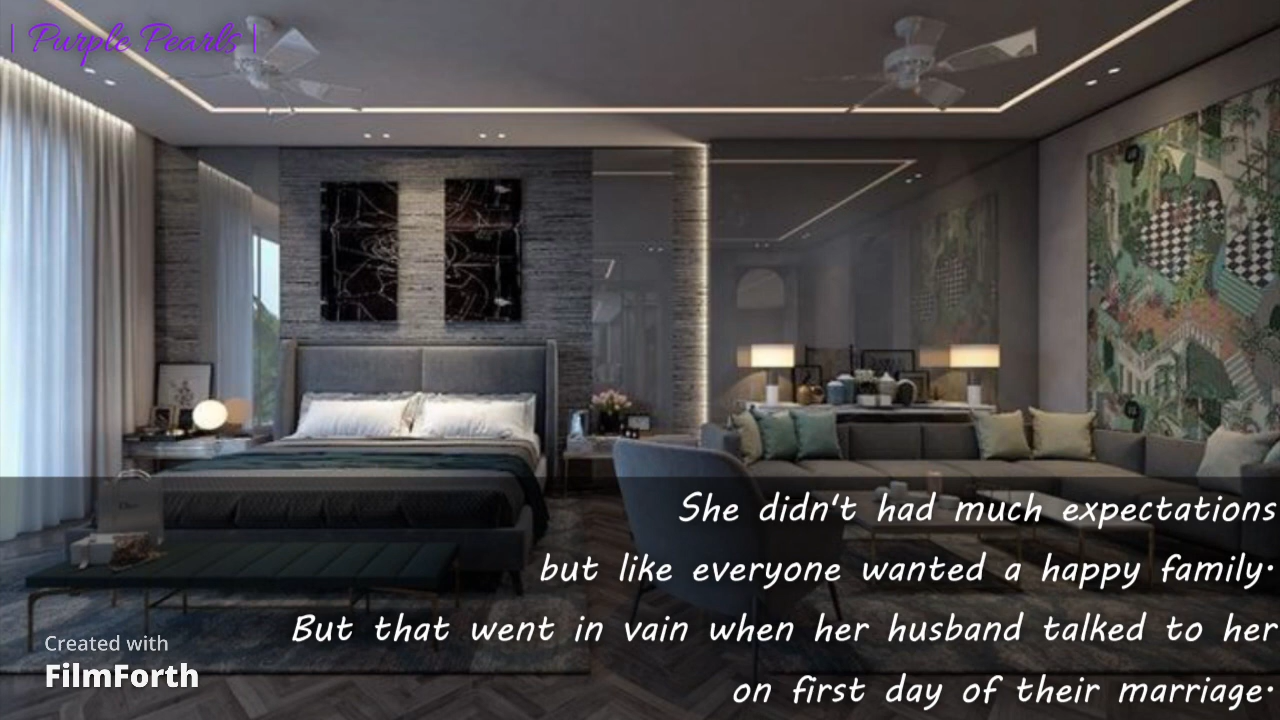 | Purple Pearls |
She didn't had much expectations
but like everyone wanted a happy family.
But that went in vain when her husband talked to her
on first day of their marriage.
Created with
FilmForth